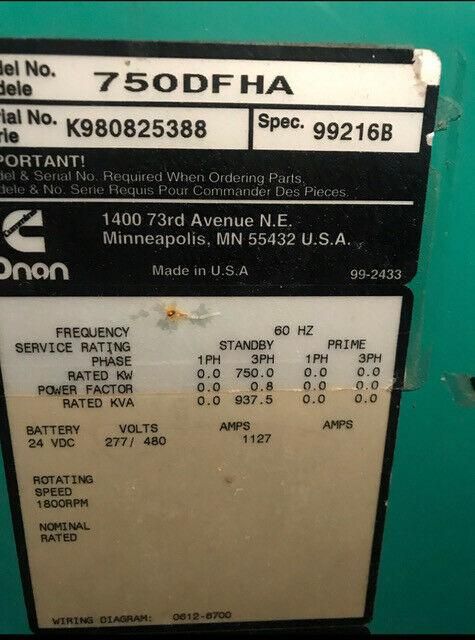 del No. 750DFHA
dèle
rial No. K980825388 Spec. 99216B
rie
PORTANT!
del & Serial No. Required When Ordering Parts.
dele & No. Serie Requis Pour Commander Des Pieces.
1400 73rd Avenue N.E.
Minneapolis, MN 55432 U.S.A.
Onan
Made in U.S.A 99-2433
FREQUENCY 60 HZ
SERVICE RATING STANDBY PRIME
PHASE 1PH 3PH 1PH 3PH
RATED KW 0.0 750.0 0.0 0.0
POWER FACTOR 0.0 0.8 0.0 0.0
RATED KVA 0.0 937.5 0.0 0.0
BATTERY VOLTS AMPS AMPS
24 VDC 277/ 480 1127
ROTATING
SPEED
1800RPM
NOMINAL
RATED
WIRING DIAGRAM: 0612-6700